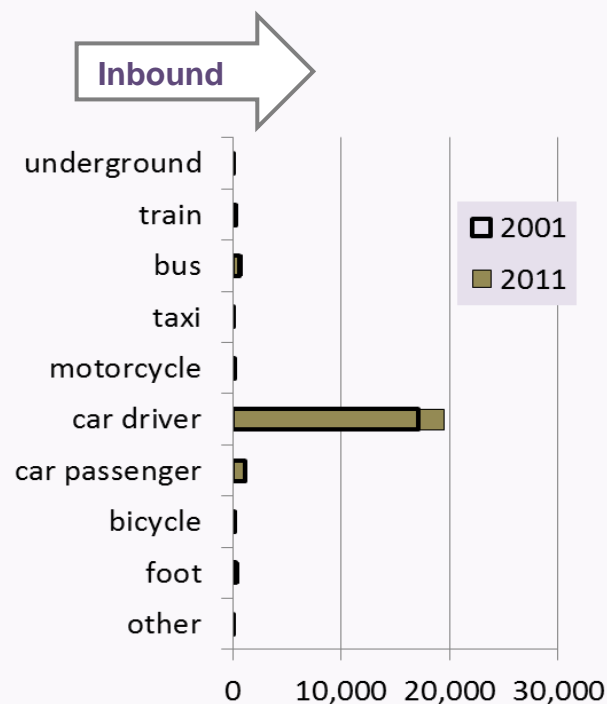 Inbound
underground
train
bus
taxi
motorcycle
car driver
car passenger
bicycle
foot
other
2001
2011
0 10,000 20,000 30,000